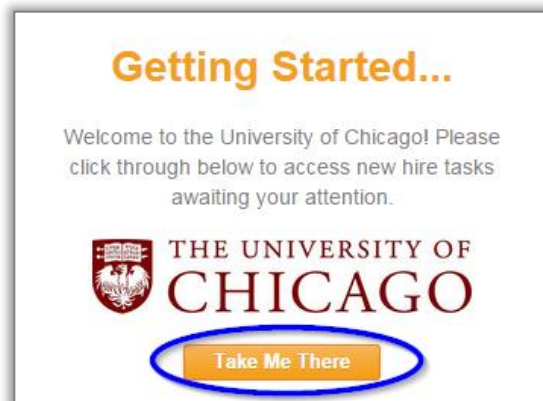 Getting Started...
Welcome to the University of Chicago! Please
click through below to access new hire tasks
awaiting your attention.
THE UNIVERSITY OF
CHICAGO
Take Me There